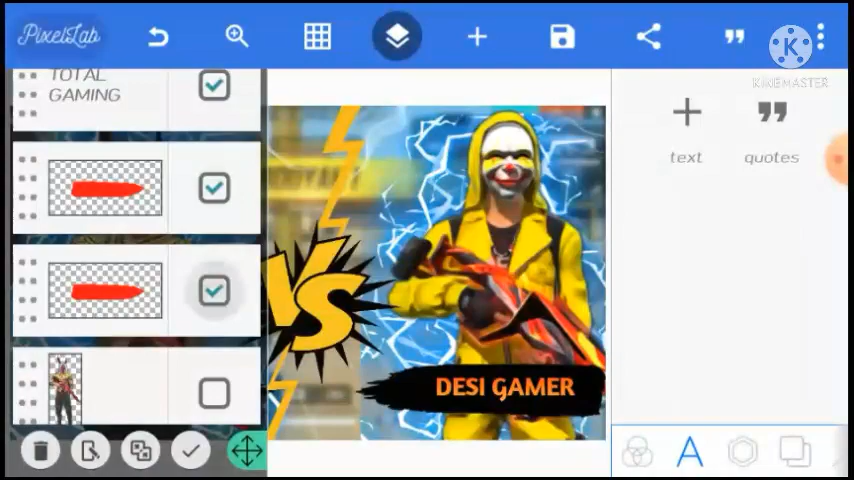 PixelLab
KINEMASTER
TOTAL
GAMING
text
quotes
VS
DESI GAMER
A